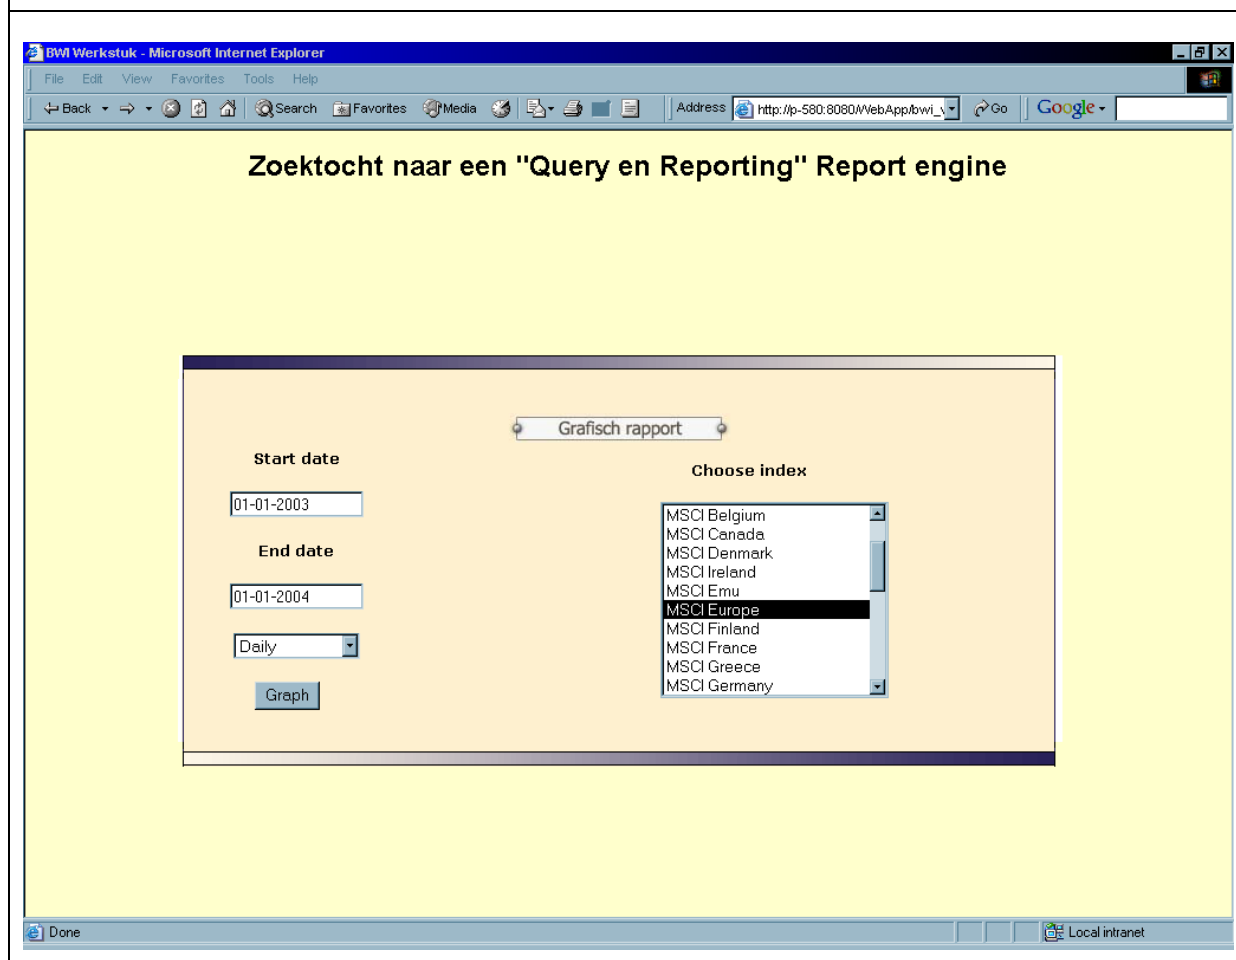 BWI Werkstuk - Microsoft Internet Explorer
File Edit View Favorites Tools Help
Back Search Favorites Media Address http://p-580:8080/WebApp/bwi_ Go Google
Zoektocht naar een "Query en Reporting" Report engine
Grafisch rapport
Start date
01-01-2003
End date
01-01-2004
Daily
Graph
Choose index
MSCI Belgium
MSCI Canada
MSCI Denmark
MSCI Ireland
MSCI Emu
MSCI Europe
MSCI Finland
MSCI France
MSCI Greece
MSCI Germany
Done
Local intranet